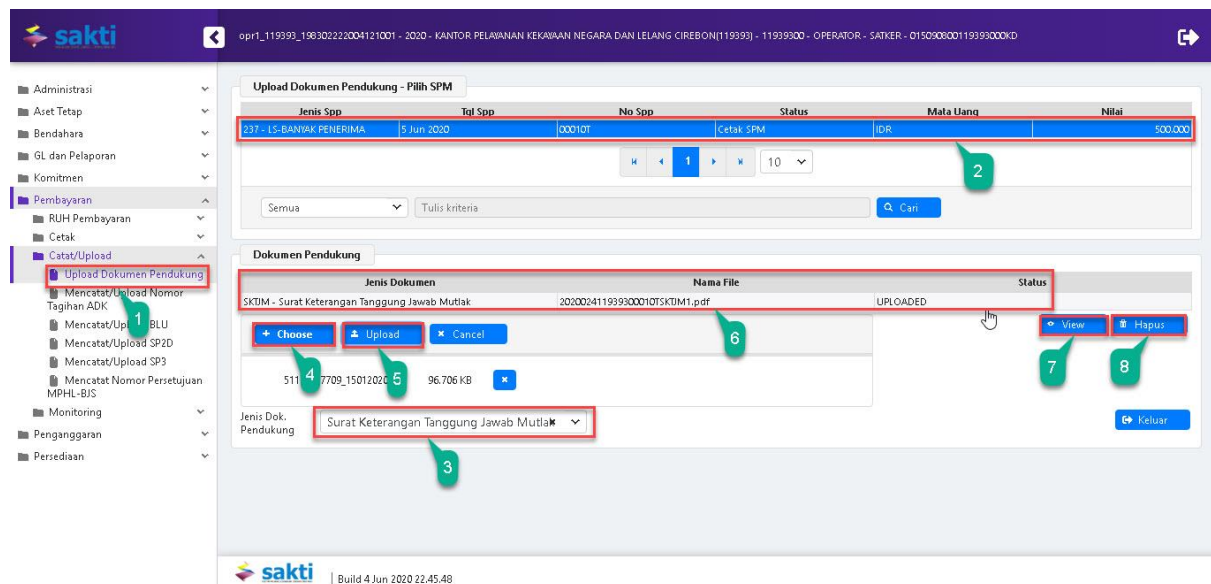 sakti
opr1_119393_198302222004121001 - 2020 - KANTOR PELAYANAN KEKAYAAN NEGARA DAN LELANG CIREBON(119393) - 11939300 - OPERATOR - SATKER - 015090800119393000KD
Administrasi
Aset Tetap
Bendahara
GL dan Pelaporan
Komitmen
Pembayaran
RUH Pembayaran
Cetak
Catat/Upload
Upload Dokumen Pendukung
Mencatat/Upload Nomor
Tagihan ADK
1
Mencatat/Up BLU
Mencatat/Upload SP2D
Mencatat/Upload SP3
Mencatat Nomor Persetujuan
MPHL-BJS
Monitoring
Penganggaran
Persediaan
Upload Dokumen Pendukung - Pilih SPM
Jenis Spp Tgl Spp No Spp Status Mata Uang Nilai
237 - LS-BANYAK PENERIMA 5 Jun 2020 00010T Cetak SPM IDR 500.000
1 10
2
Semua Tulis kriteria Cari
Dokumen Pendukung
Jenis Dokumen Nama File Status
SKTJM - Surat Keterangan Tanggung Jawab Mutlak 20200241193930001​0TSKTJM1.pdf UPLOADED
+ Choose Upload Cancel
6
View Hapus
4 5
7 8
511 7709_15012020 96.706 KB
Jenis Dok.
Pendukung
Surat Keterangan Tanggung Jawab Mutlak
Keluar
3
sakti | Build 4 Jun 2020 22.45.48